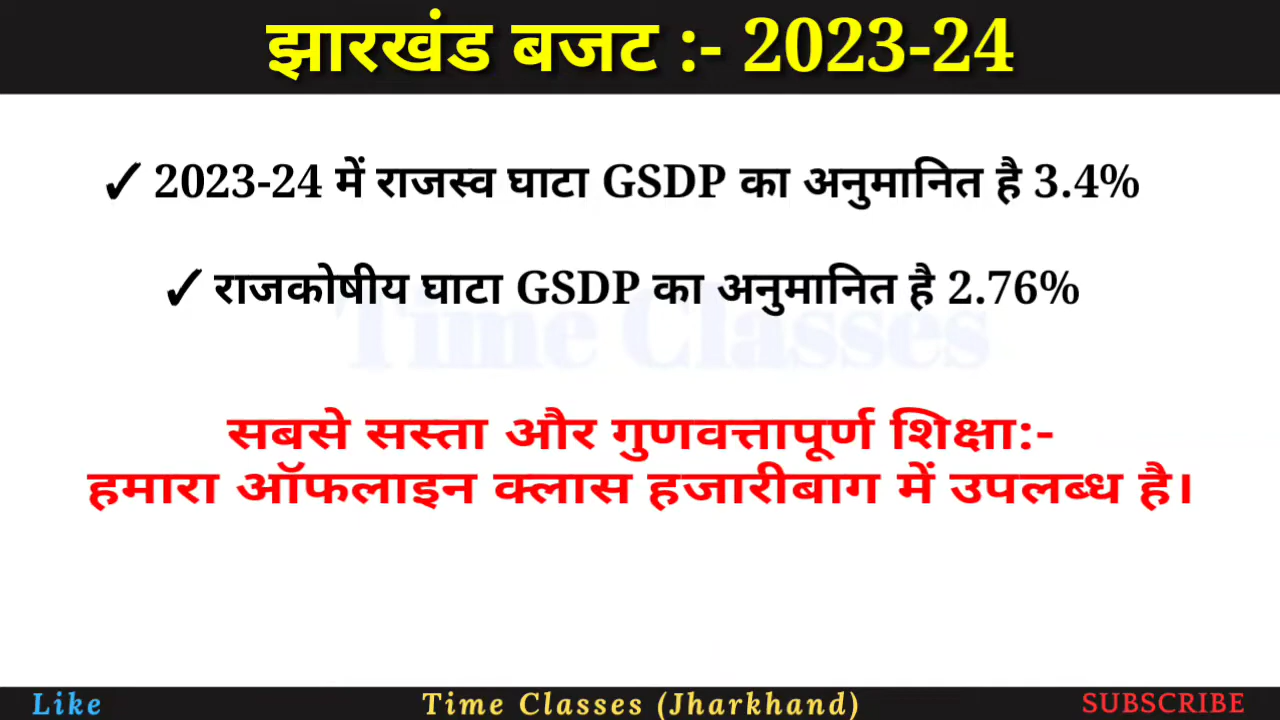 झारखंड बजट :- 2023-24
✓ 2023-24 में राजस्व घाटा GSDP का अनुमानित है 3.4%
✓ राजकोषीय घाटा GSDP का अनुमानित है 2.76%
Time Classes
सबसे सस्ता और गुणवत्तापूर्ण शिक्षा:-
हमारा ऑफलाइन क्लास हजारीबाग में उपलब्ध है।
Like Time Classes (Jharkhand) SUBSCRIBE